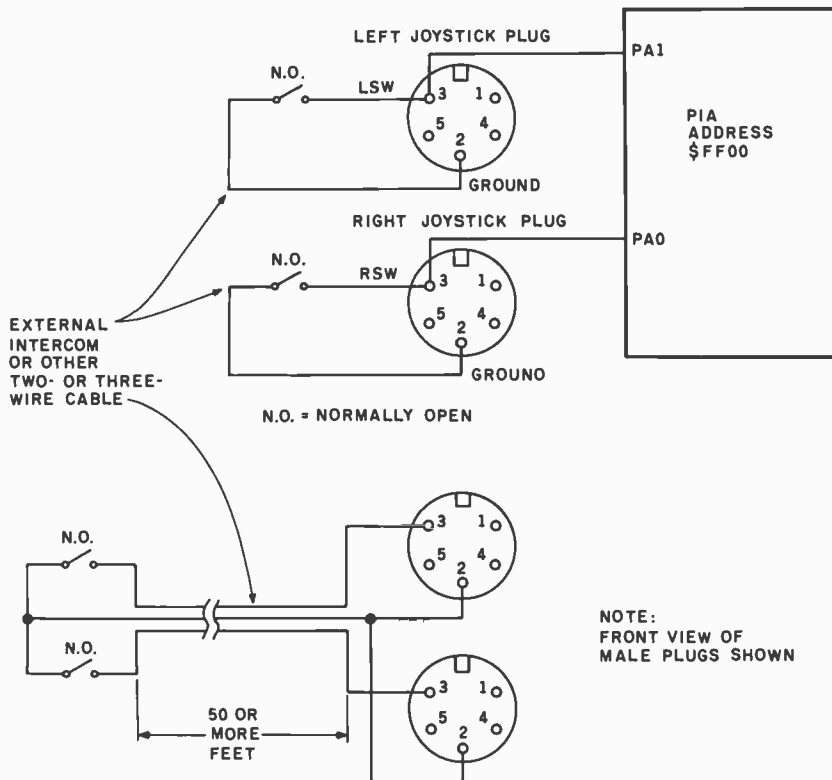 LEFT JOYSTICK PLUG
PA1
N.O.
LSW
3 1
5 4
2
PIA
ADDRESS
$FF00
GROUND
RIGHT JOYSTICK PLUG
PA0
N.O.
RSW
3 1
5 4
2
GROUNO
EXTERNAL
INTERCOM
OR OTHER
TWO- OR THREE-
WIRE CABLE
N.O. = NORMALLY OPEN
N.O.
3 1
5 4
2
N.O.
NOTE:
FRONT VIEW OF
MALE PLUGS SHOWN
3 1
5 4
2
50 OR
MORE
FEET